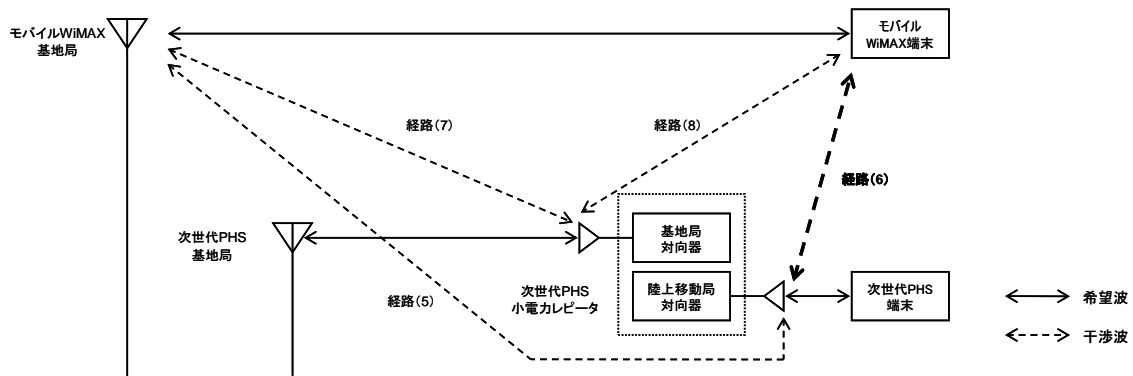 モバイルWiMAX
基地局
モバイル
WiMAX端末
経路(7)
経路(8)
経路(6)
次世代PHS
基地局
基地局
対向器
次世代PHS
小電力レピータ
陸上移動局
対向器
次世代PHS
端末
経路(5)
希望波
干渉波